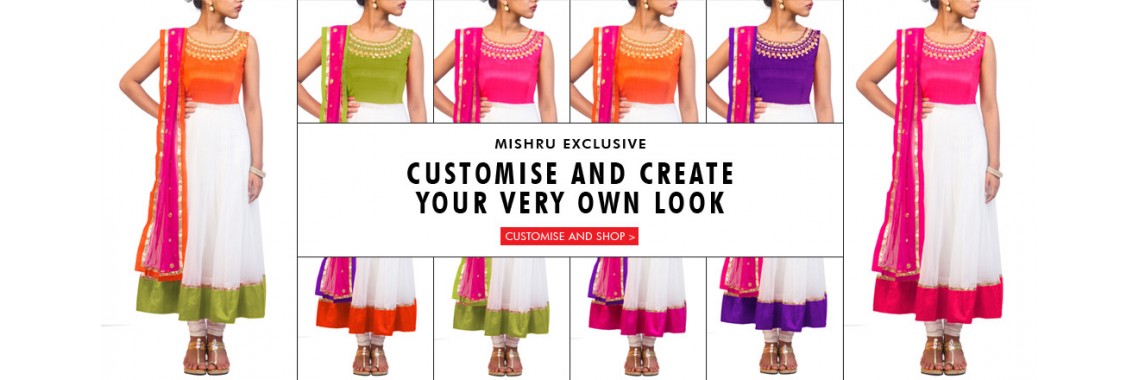 MISHRU EXCLUSIVE
CUSTOMISE AND CREATE
YOUR VERY OWN LOOK
CUSTOMISE AND SHOP >